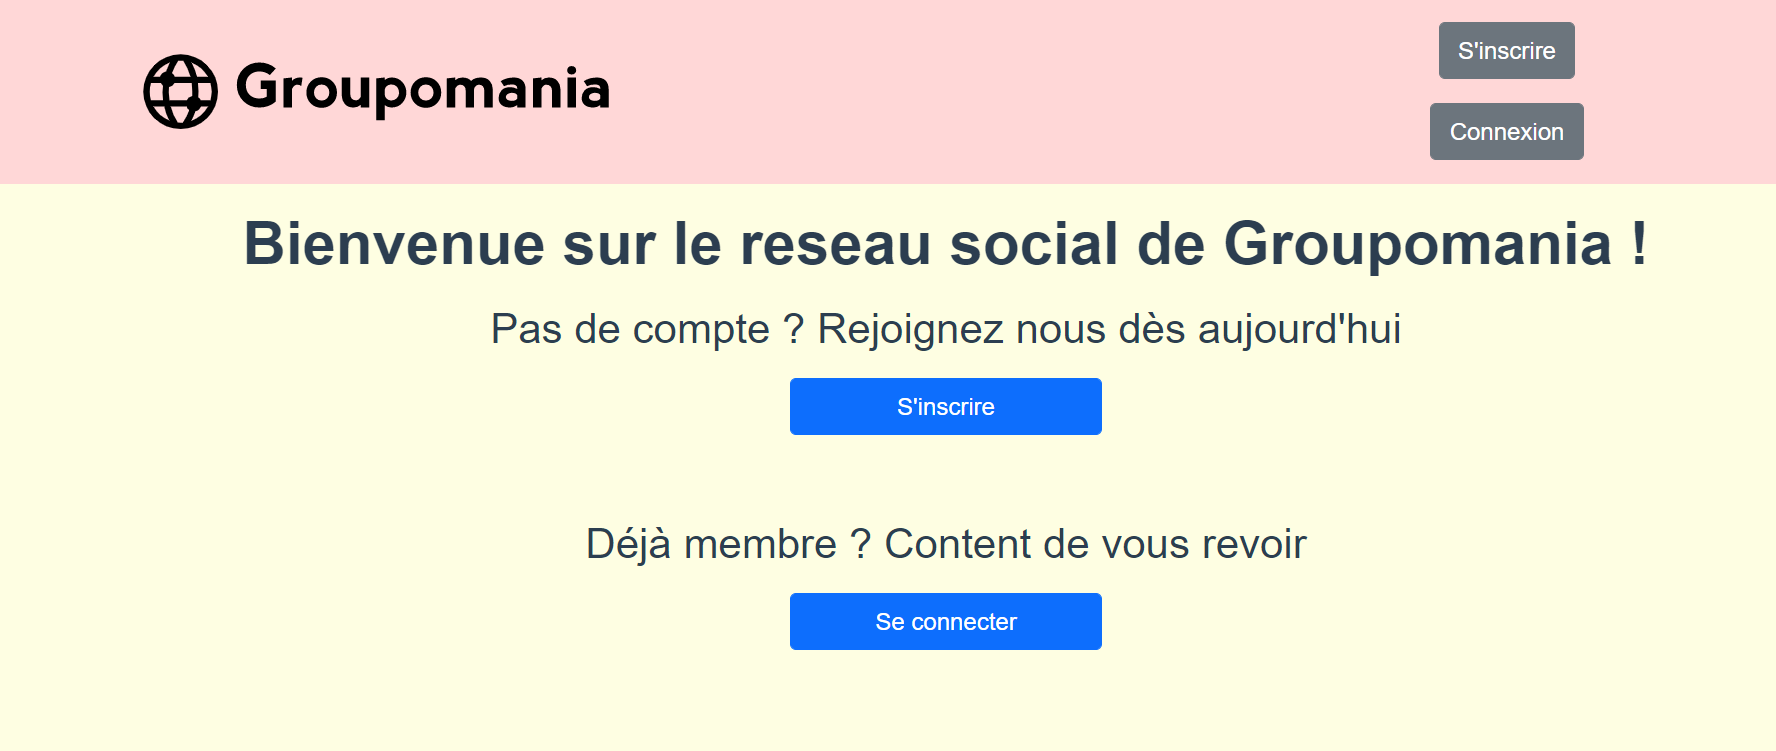 Groupomania
S'inscrire
Connexion
Bienvenue sur le reseau social de Groupomania !
Pas de compte ? Rejoignez nous dès aujourd'hui
S'inscrire
Déjà membre ? Content de vous revoir
Se connecter